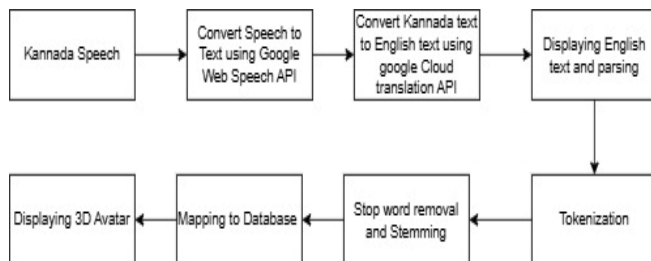 Kannada Speech
Convert Speech to
Text using Google
Web Speech API
Convert Kannada text
to English text using
google Cloud
translation API
Displaying English
text and parsing
Tokenization
Stop word removal
and Stemming
Mapping to Database
Displaying 3D Avatar